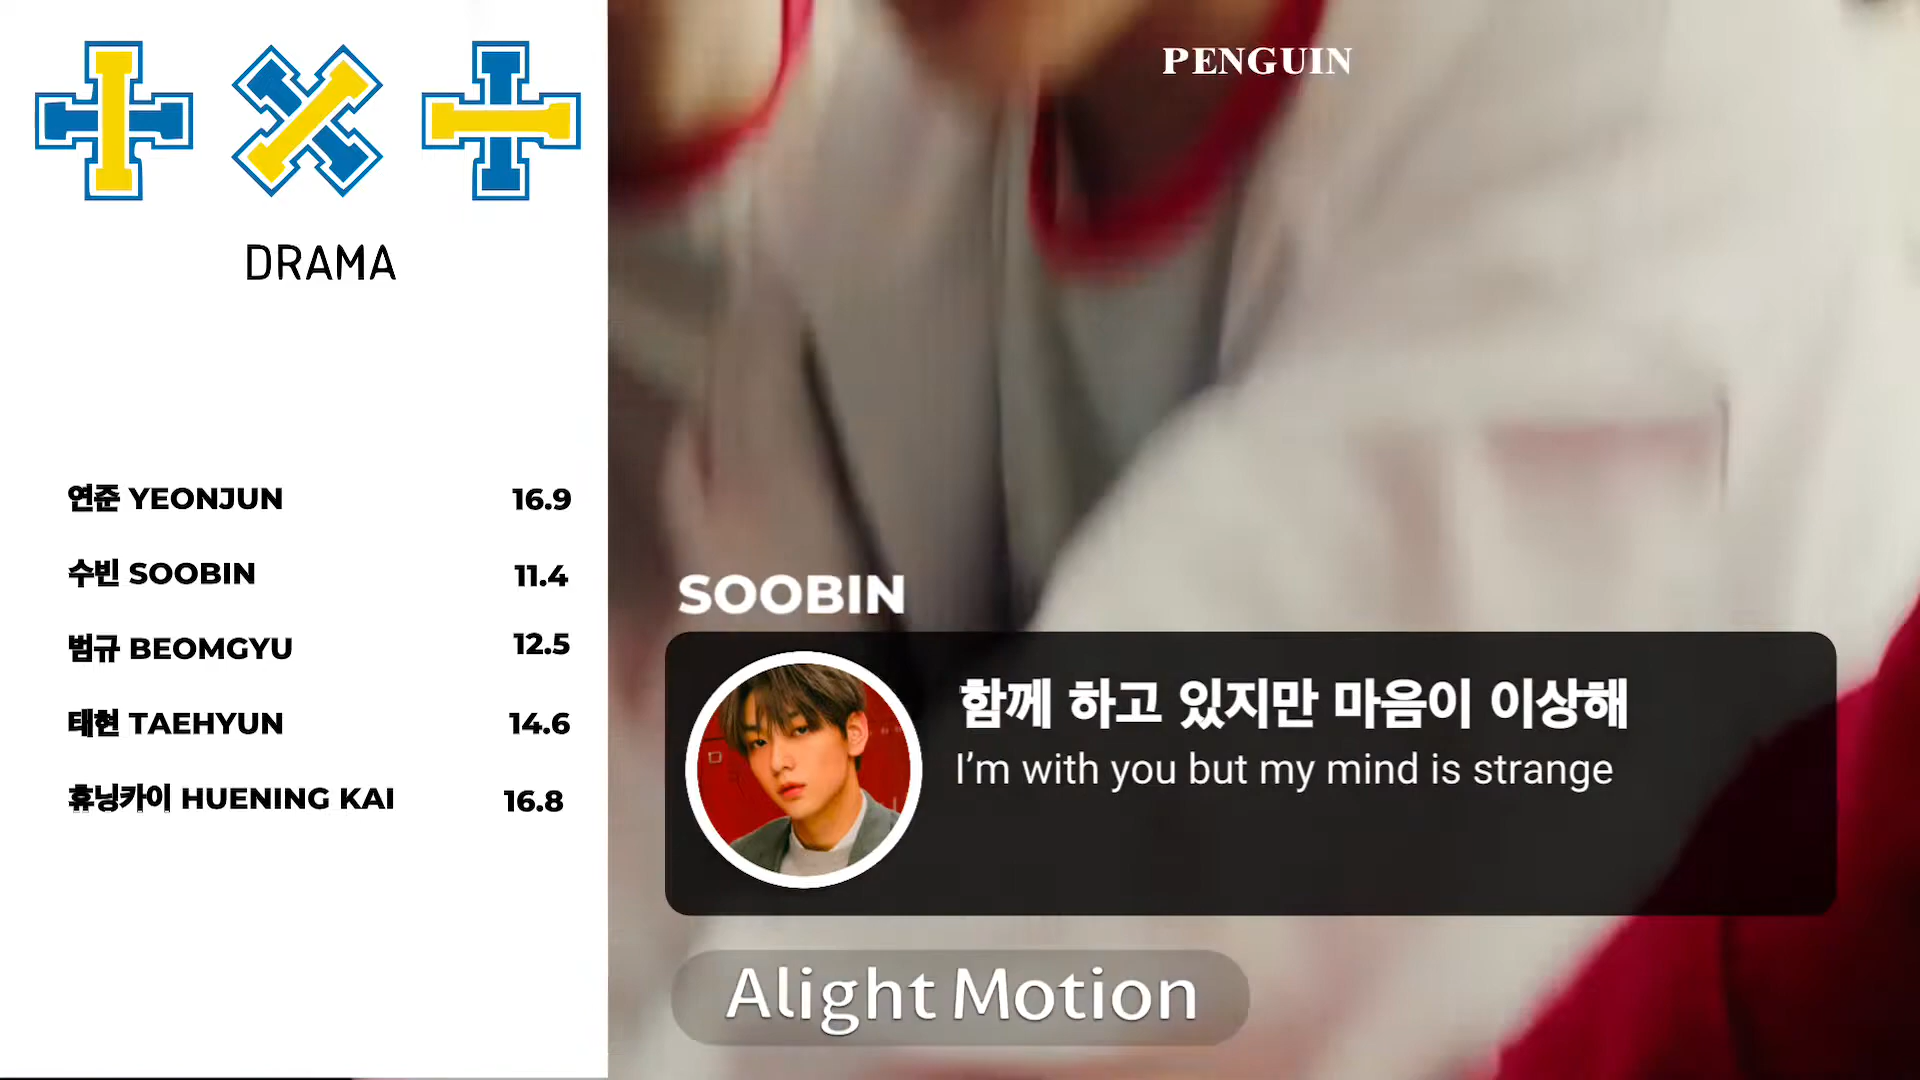 DRAMA
연준 YEONJUN 16.9
수빈 SOOBIN 11.4
범규 BEOMGYU 12.5
태현 TAEHYUN 14.6
휴닝카이 HUENING KAI 16.8
PENGUIN
SOOBIN
함께 하고 있지만 마음이 이상해
I'm with you but my mind is strange
Alight Motion